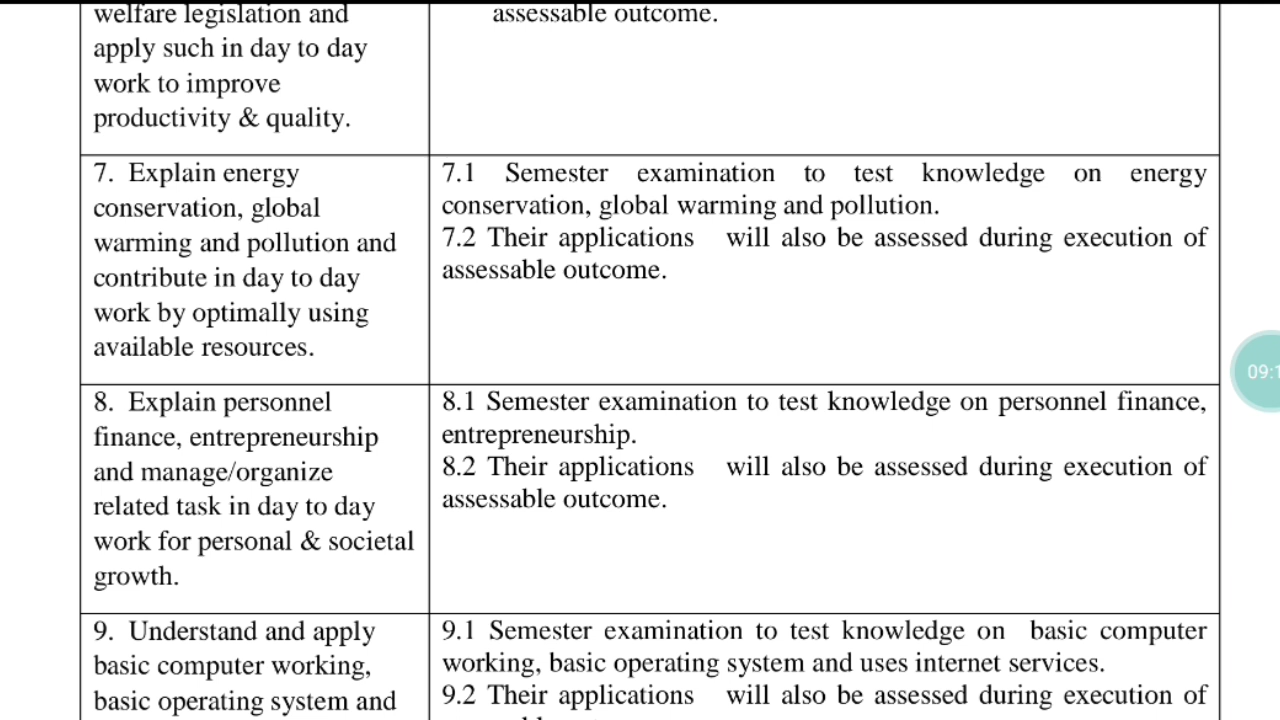 welfare legislation and
apply such in day to day
work to improve
productivity & quality.
assessable outcome.
7. Explain energy
conservation, global
warming and pollution and
contribute in day to day
work by optimally using
available resources.
7.1 Semester examination to test knowledge on energy
conservation, global warming and pollution.
7.2 Their applications will also be assessed during execution of
assessable outcome.
8. Explain personnel
finance, entrepreneurship
and manage/organize
related task in day to day
work for personal & societal
growth.
8.1 Semester examination to test knowledge on personnel finance,
entrepreneurship.
8.2 Their applications will also be assessed during execution of
assessable outcome.
9. Understand and apply
basic computer working,
basic operating system and
9.1 Semester examination to test knowledge on basic computer
working, basic operating system and uses internet services.
9.2 Their applications will also be assessed during execution of